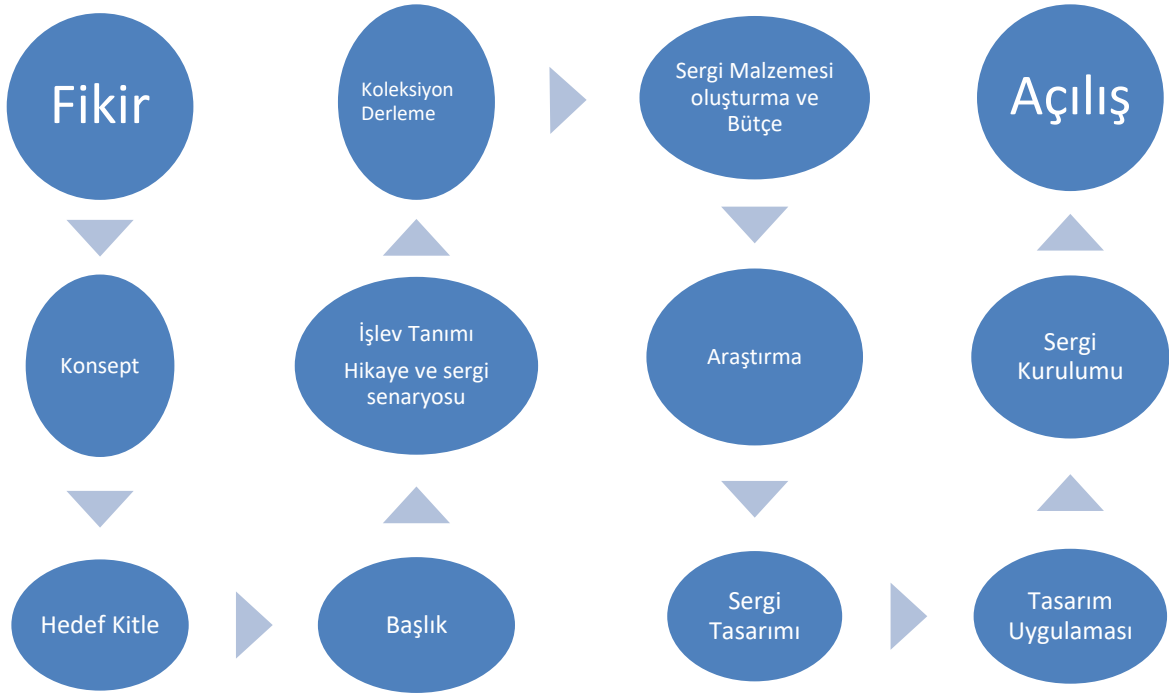 Fikir
Konsept
Hedef Kitle
Başlık
İşlev Tanımı
Hikaye ve sergi
senaryosu
Koleksiyon
Derleme
Sergi Malzemesi
oluşturma ve
Bütçe
Araştırma
Sergi
Tasarımı
Tasarım
Uygulaması
Sergi
Kurulumu
Açılış